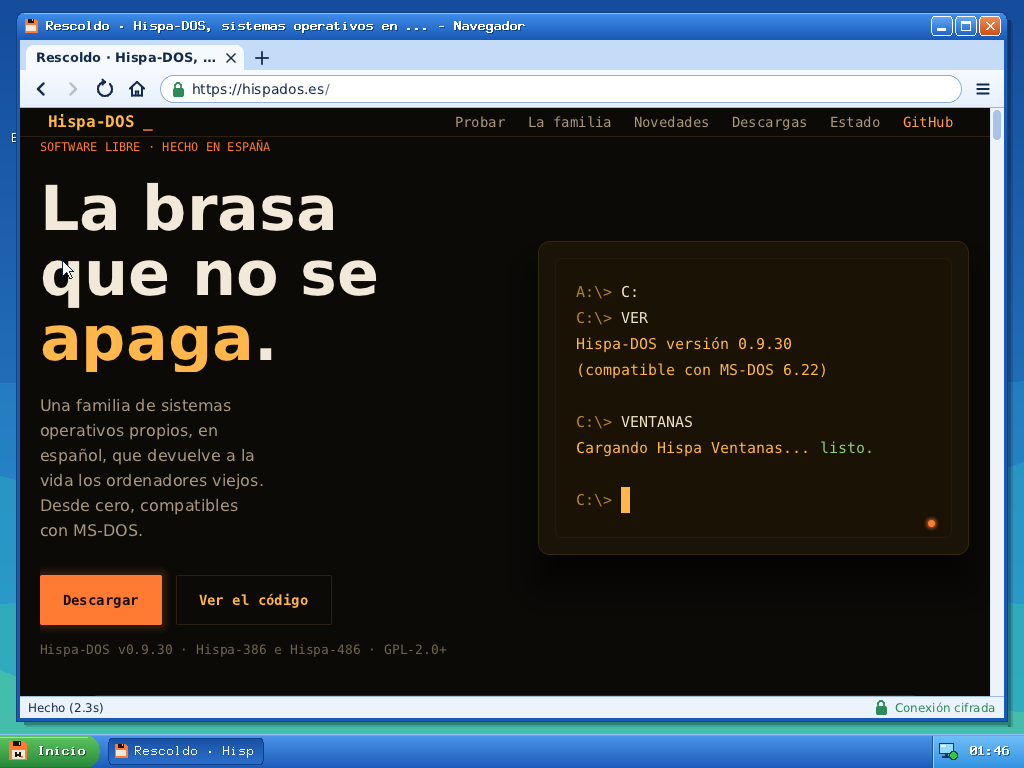 Rescoldo · Hispa-DOS, sistemas operativos en ... - Navegador
Rescoldo · Hispa-DOS, ...
https://hispados.es/
Hispa-DOS _
Probar La familia Novedades Descargas Estado GitHub
SOFTWARE LIBRE · HECHO EN ESPAÑA
La brasa
que no se
apaga.
Una familia de sistemas
operativos propios, en
español, que devuelve a la
vida los ordenadores viejos.
Desde cero, compatibles
con MS-DOS.
Descargar Ver el código
Hispa-DOS v0.9.30 · Hispa-386 e Hispa-486 · GPL-2.0+
A:\> C:
C:\> VER
Hispa-DOS versión 0.9.30
(compatible con MS-DOS 6.22)
C:\> VENTANAS
Cargando Hispa Ventanas... listo.
C:\>
Hecho (2.3s)
Conexión cifrada
Inicio
Rescoldo · Hisp
01:46